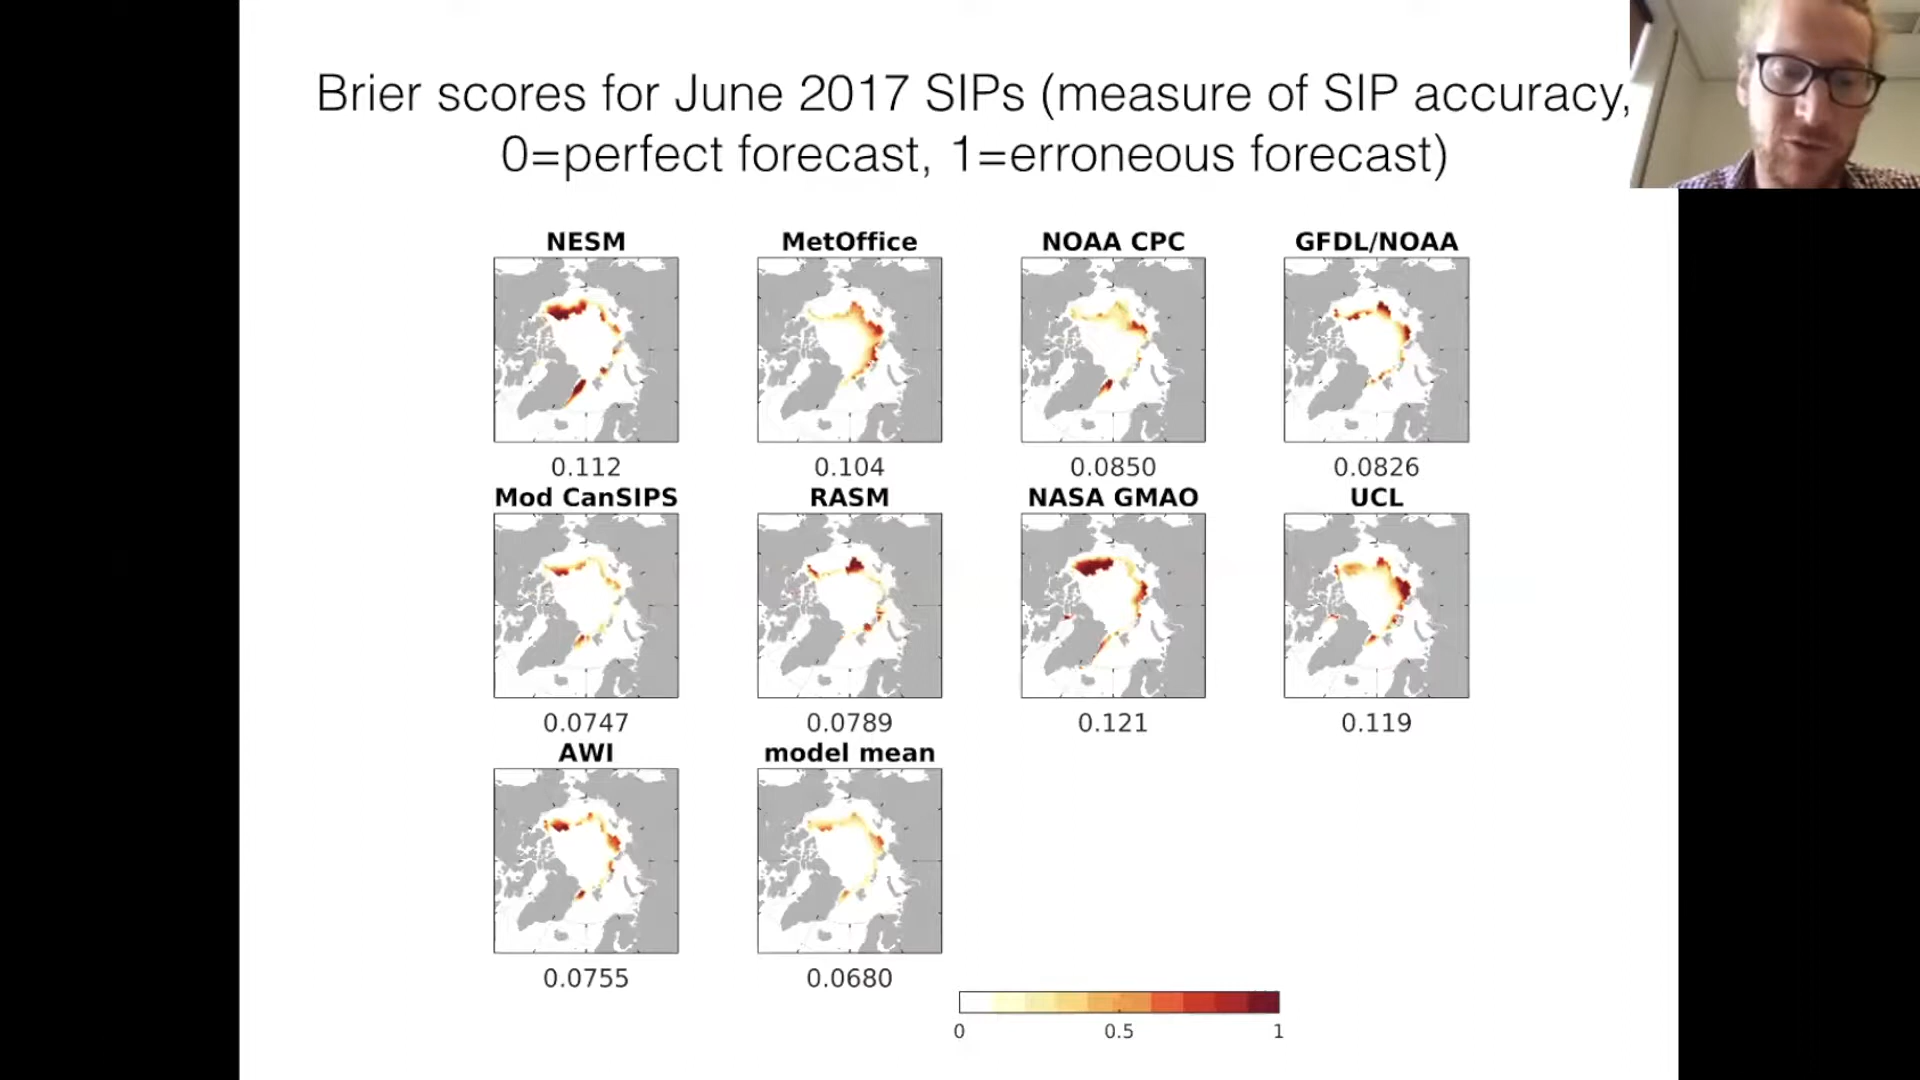 Brier scores for June 2017 SIPs (measure of SIP accuracy,
0=perfect forecast, 1=erroneous forecast)
NESM MetOffice NOAA CPC GFDL/NOAA
0.112 0.104 0.0850 0.0826
Mod CanSIPS RASM NASA GMAO UCL
0.0747 0.0789 0.121 0.119
AWI model mean
0.0755 0.0680
0 0.5 1